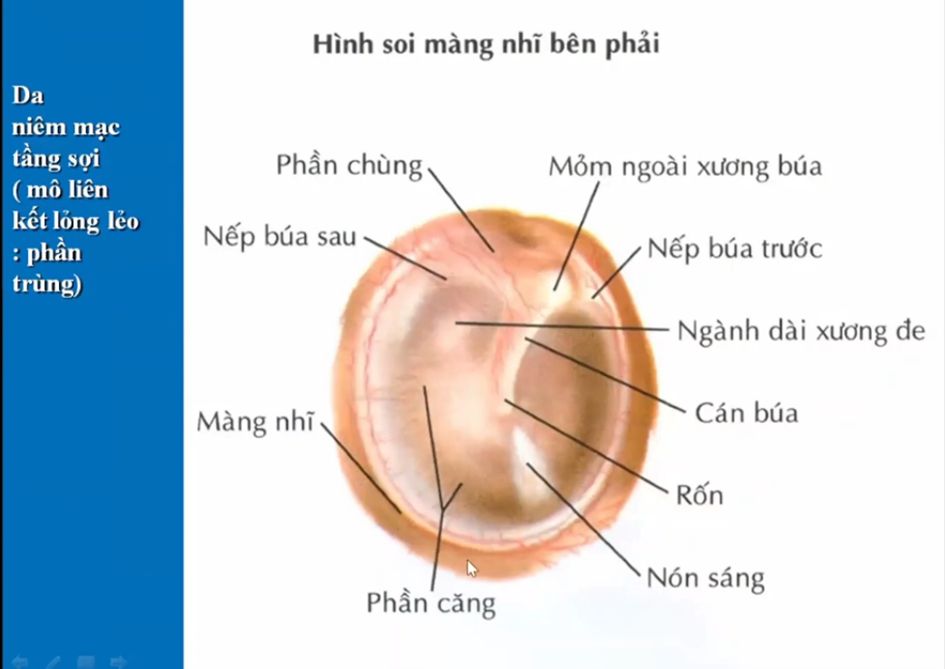 Hình soi màng nhĩ bên phải
Da
niêm mạc
tầng sợi
( mô liên
kết lỏng lẻo
: phần
trùng)
Phần chùng
Mỏm ngoài xương búa
Nếp búa sau
Nếp búa trước
Ngành dài xương đe
Cán búa
Màng nhĩ
Rốn
Nón sáng
Phần căng